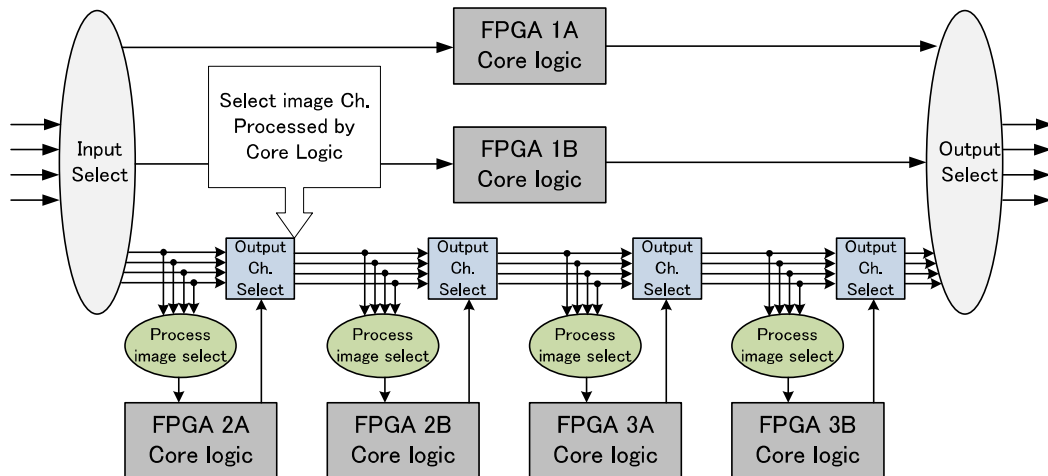 FPGA 1A
Core logic
Select image Ch.
Processed by
Core Logic
Input
Select
FPGA 1B
Core logic
Output
Select
Output
Ch.
Select
Output
Ch.
Select
Output
Ch.
Select
Output
Ch.
Select
Process
image select
Process
image select
Process
image select
Process
image select
FPGA 2A
Core logic
FPGA 2B
Core logic
FPGA 3A
Core logic
FPGA 3B
Core logic